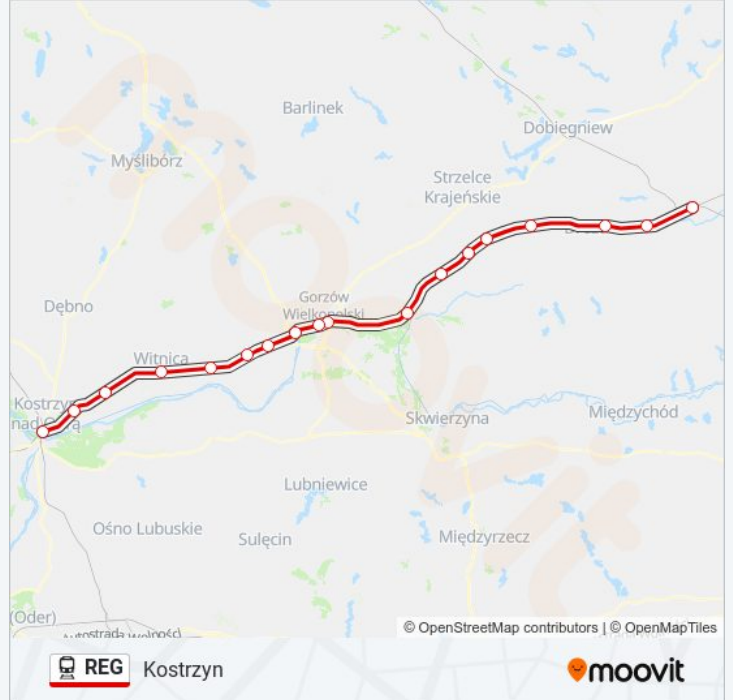 Barlinek
Dobiegniew
Myślibórz
Strzelce
Krajeńskie
Gorzów
Wielkopolski
Dębno
Witnica
Kostrzyn
nad Odrą
Skwierzyna
Międzychód
Lubniewice
Ośno Lubuskie
Sulęcin
Międzyrzecz
(Oder)
© OpenStreetMap contributors | © OpenMapTiles
REG Kostrzyn
moovit